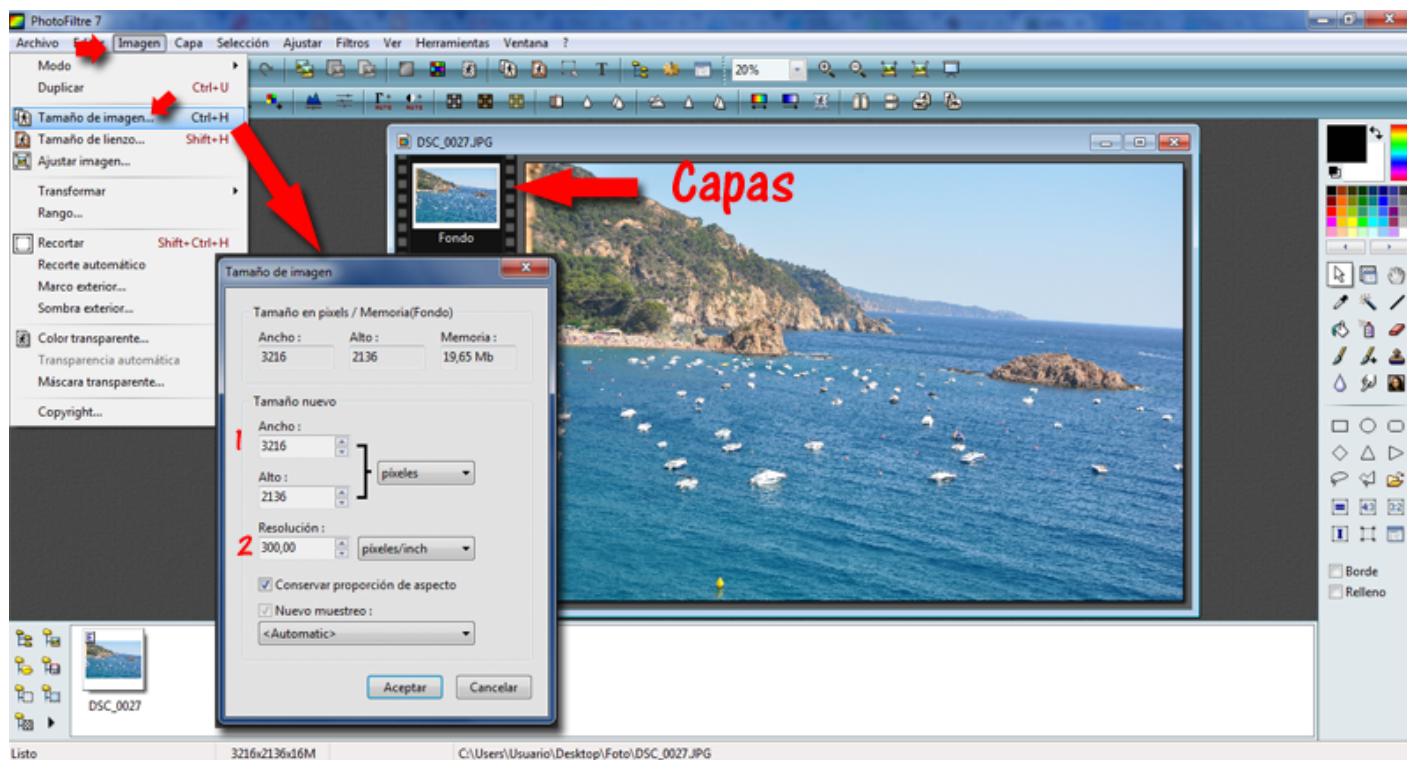 PhotoFiltre 7
Archivo Imagen Capa Selección Ajustar Filtros Ver Herramientas Ventana ?
Modo
Duplicar Ctrl+U
Tamaño de imagen... Ctrl+H
Tamaño de lienzo... Shift+H
Ajustar imagen...
Transformar
Rango...
Recortar Shift+Ctrl+H
Recorte automático
Marco exterior...
Sombra exterior...
Color transparente...
Transparencia automática
Máscara transparente...
Copyright...
20%
DSC_0027.JPG
Capas
Fondo
Tamaño de imagen
Tamaño en pixels / Memoria(Fondo)
Ancho : Alto : Memoria :
3216 2136 19,65 Mb
Tamaño nuevo
Ancho :
1 3216
píxeles
Alto :
2136
Resolución :
2 300,00 píxeles/inch
Conservar proporción de aspecto
Nuevo muestreo :
<Automatic>
Aceptar Cancelar
4:3 3:2
Borde
Relleno
DSC_0027
Listo 3216x2136x16M C:\Users\Usuario\Desktop\Foto\DSC_0027.JPG